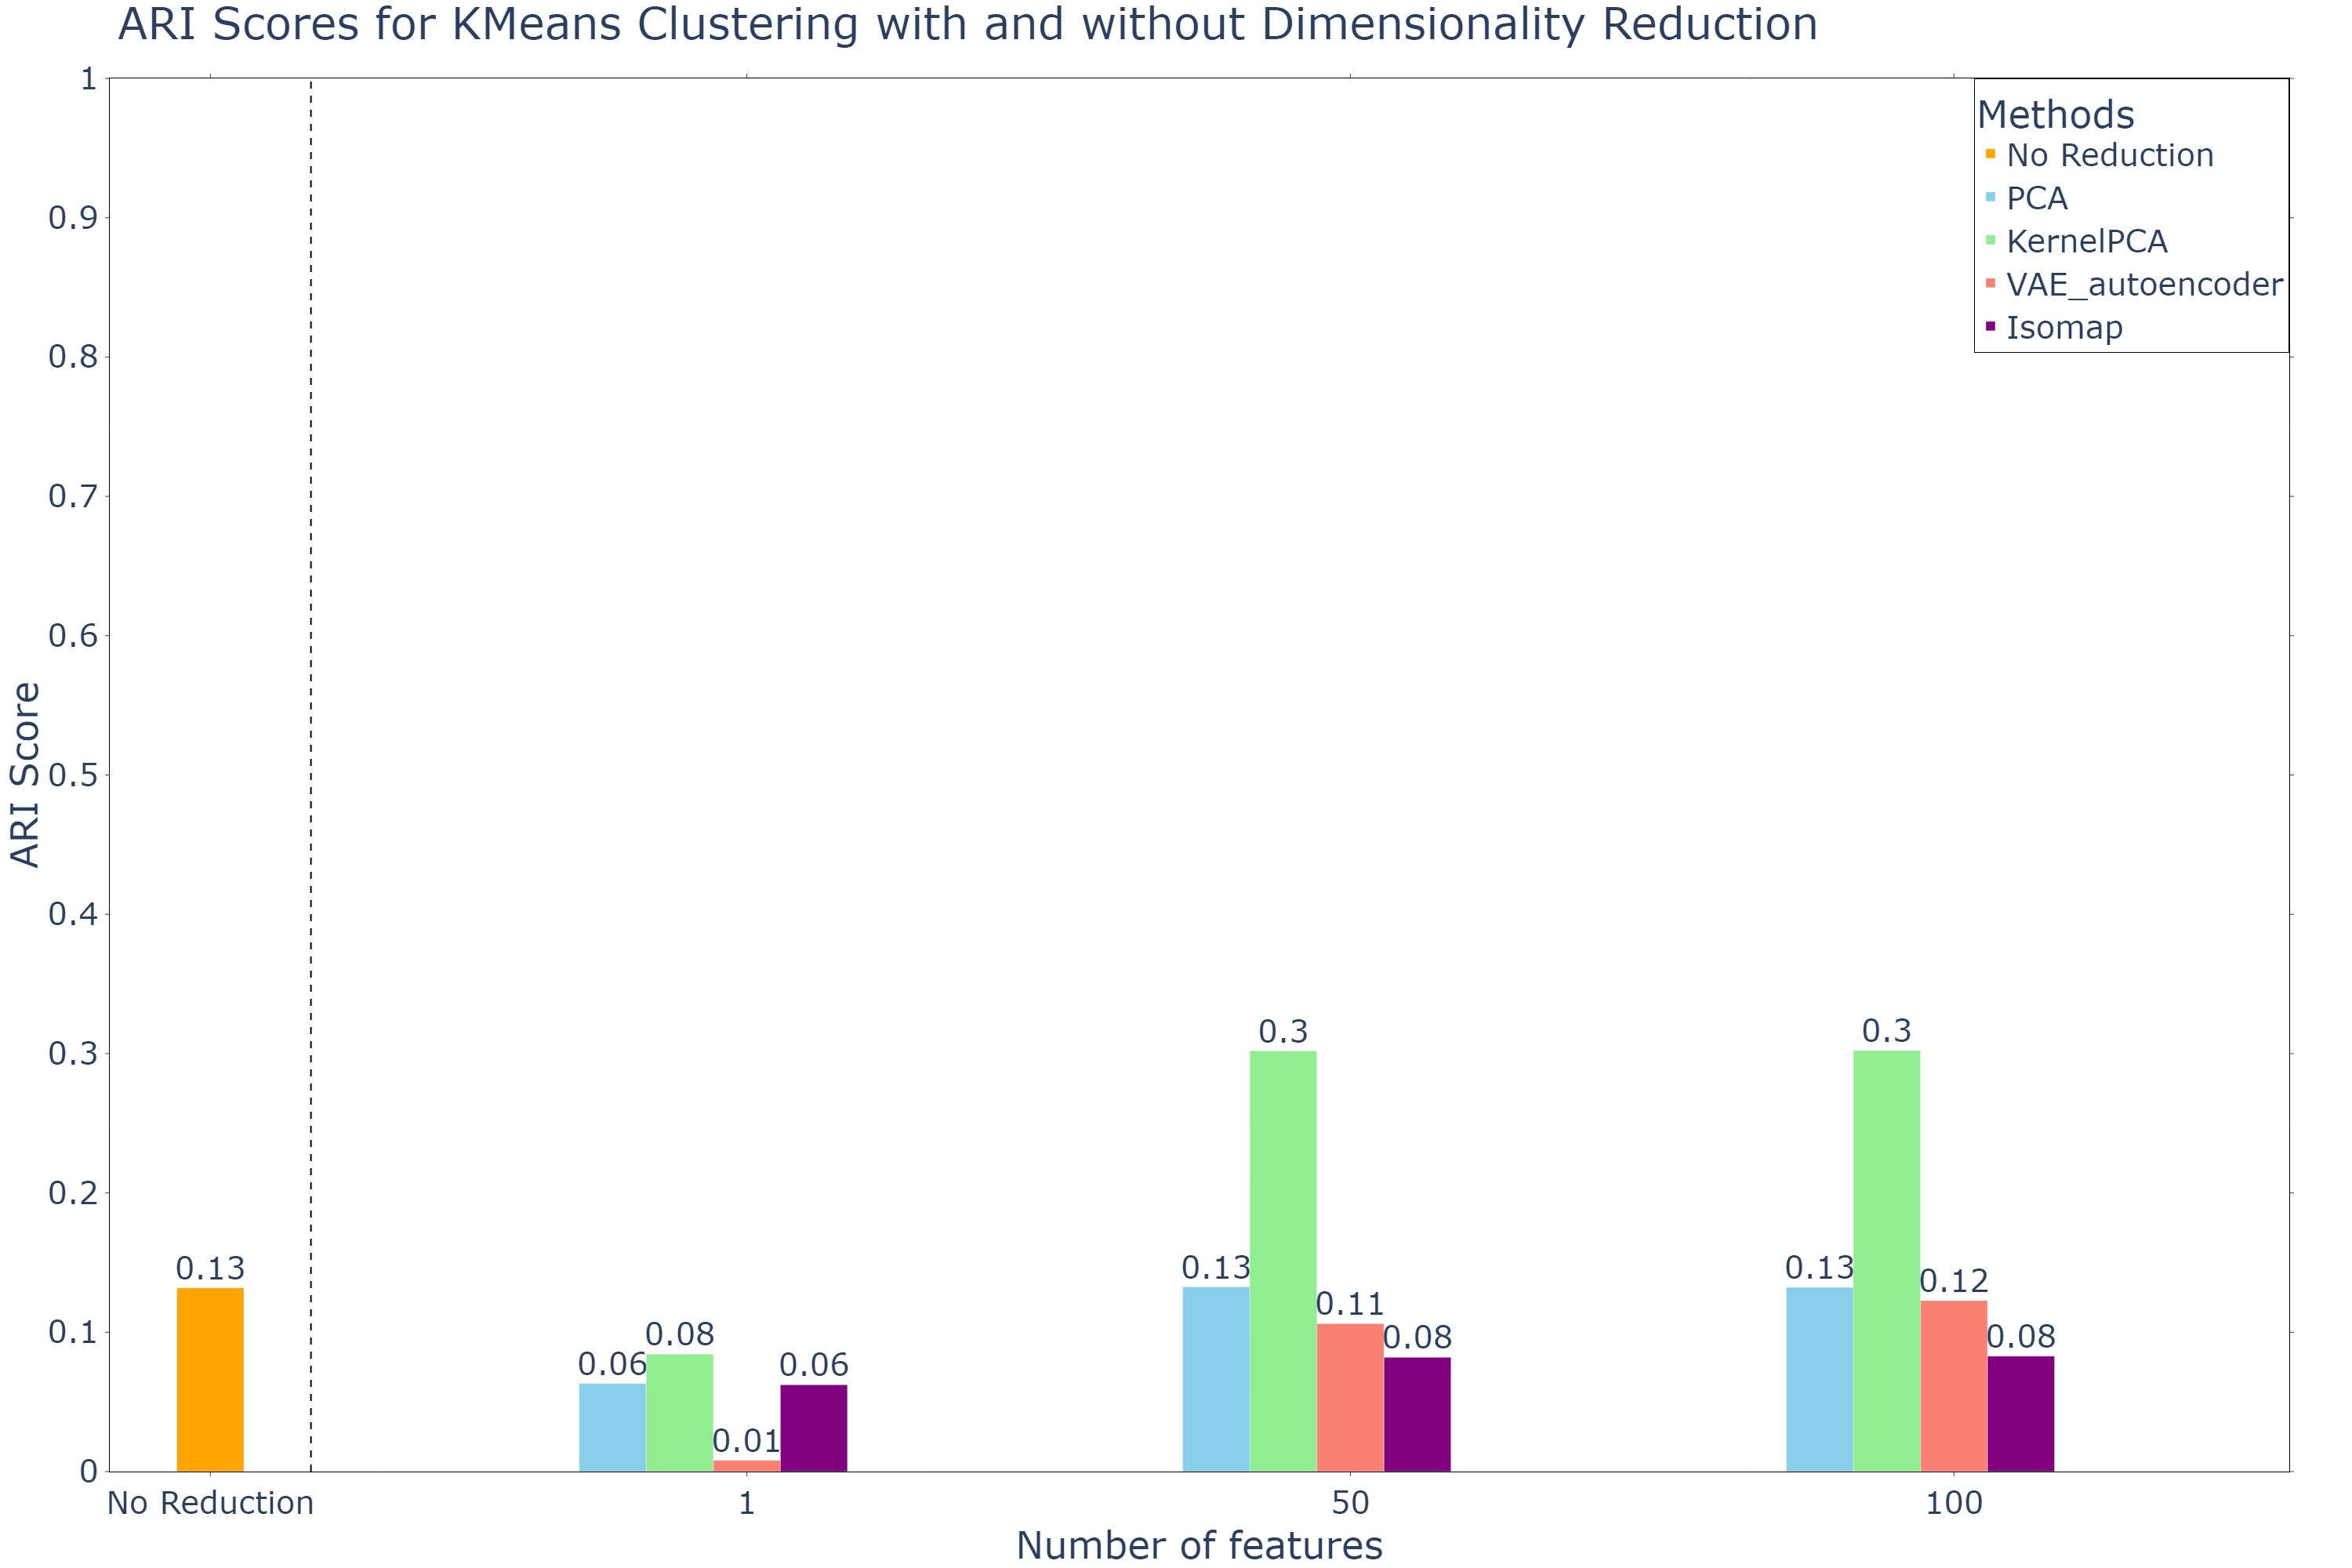 ARI Scores for KMeans Clustering with and without Dimensionality Reduction
Methods
No Reduction
PCA
KernelPCA
VAE_autoencoder
Isomap
ARI Score
1
0.9
0.8
0.7
0.6
0.5
0.4
0.3
0.2
0.1
0
0.13
0.06
0.08
0.01
0.06
0.13
0.3
0.11
0.08
0.13
0.3
0.12
0.08
No Reduction
1
50
100
Number of features